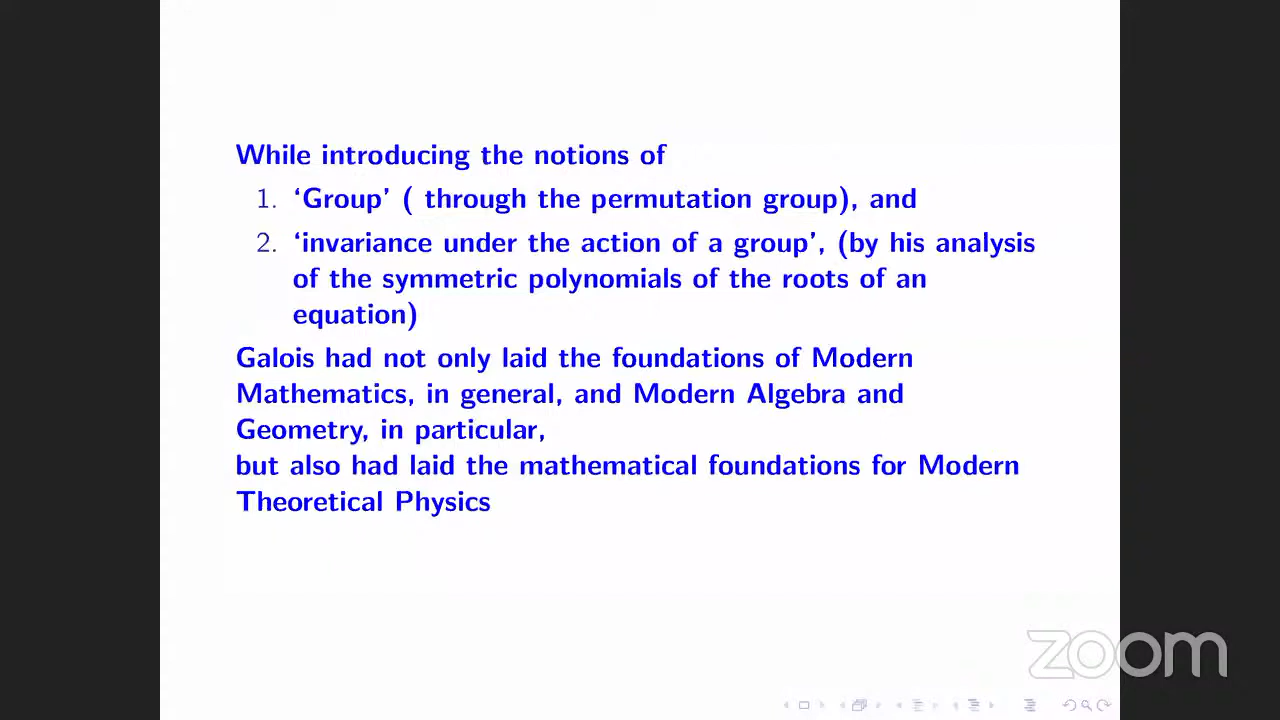 While introducing the notions of
1. ‘Group’ ( through the permutation group), and
2. ‘invariance under the action of a group’, (by his analysis
of the symmetric polynomials of the roots of an
equation)
Galois had not only laid the foundations of Modern
Mathematics, in general, and Modern Algebra and
Geometry, in particular,
but also had laid the mathematical foundations for Modern
Theoretical Physics
zoom